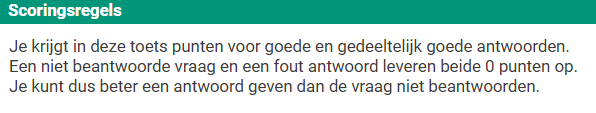 Scoringsregels
Je krijgt in deze toets punten voor goede en gedeeltelijk goede antwoorden.
Een niet beantwoorde vraag en een fout antwoord leveren beide 0 punten op.
Je kunt dus beter een antwoord geven dan de vraag niet beantwoorden.